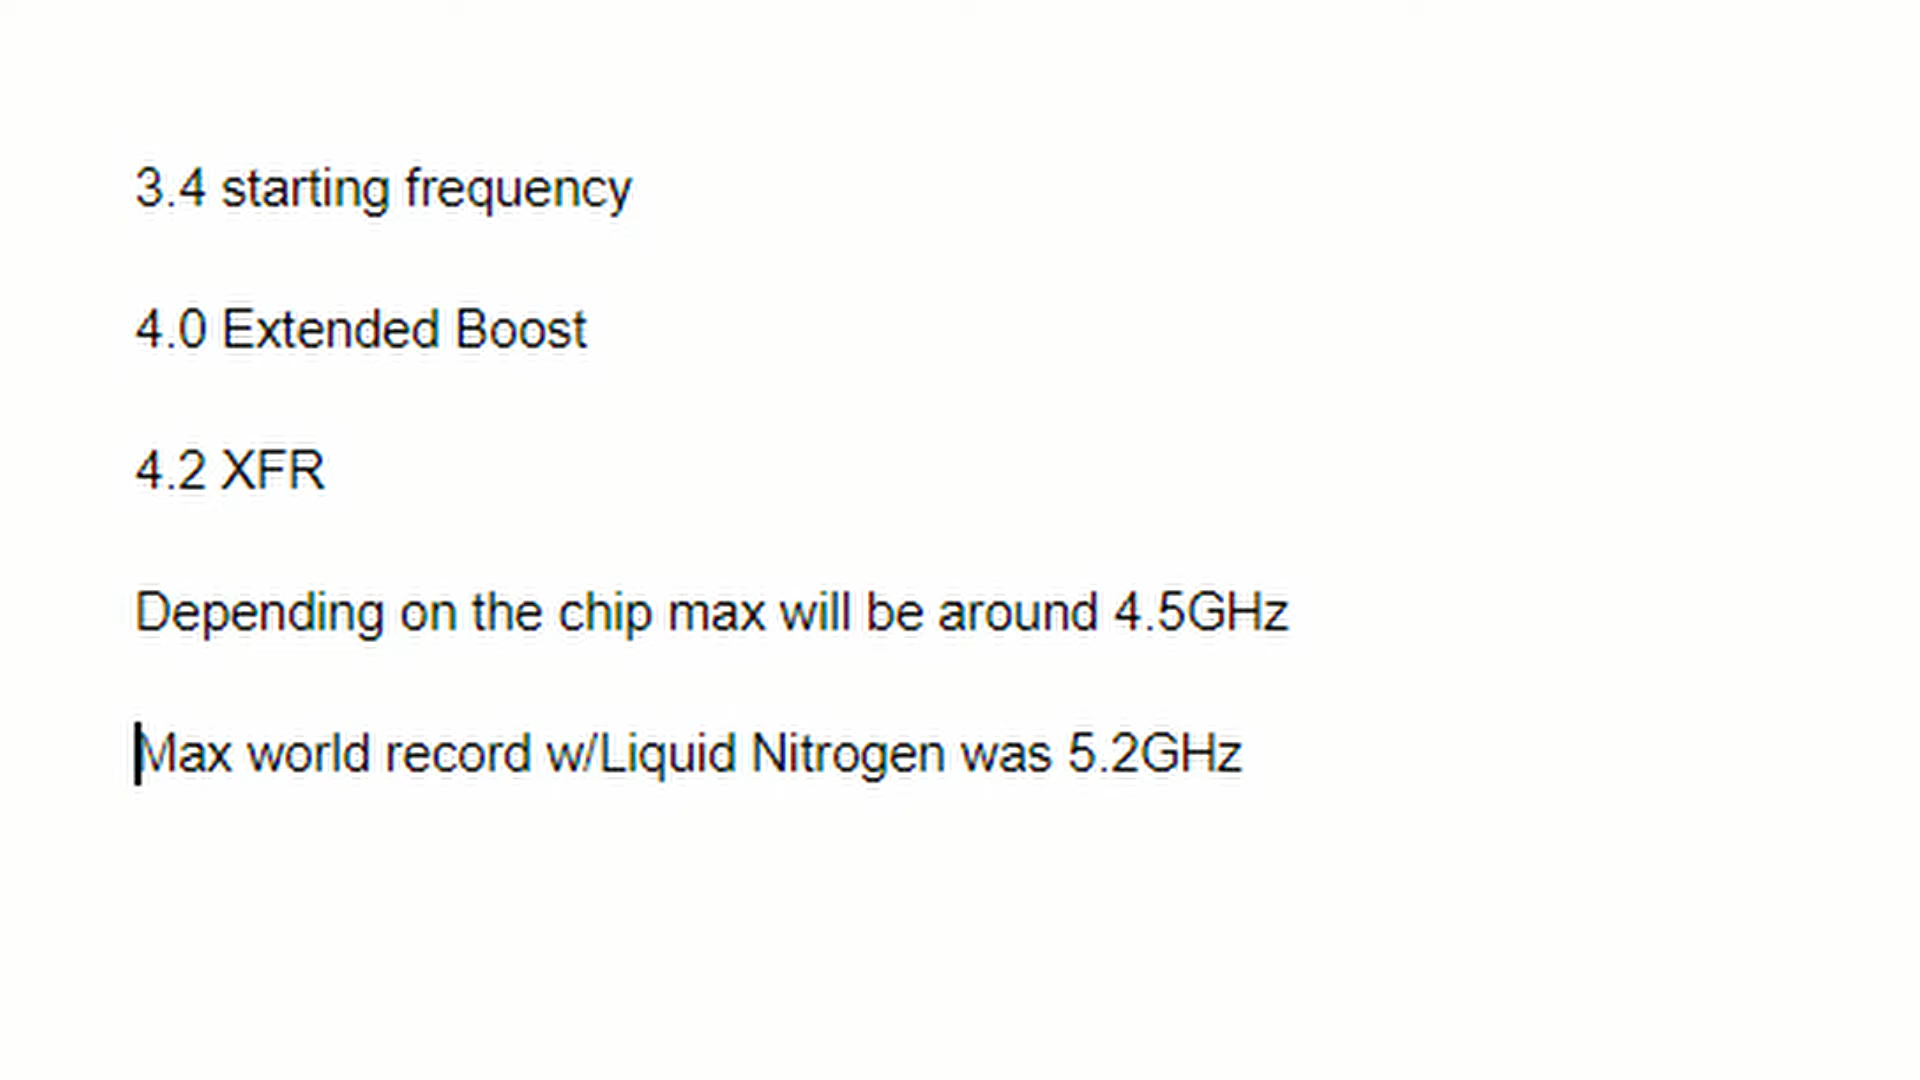 3.4 starting frequency
4.0 Extended Boost
4.2 XFR
Depending on the chip max will be around 4.5GHz
Max world record w/Liquid Nitrogen was 5.2GHz